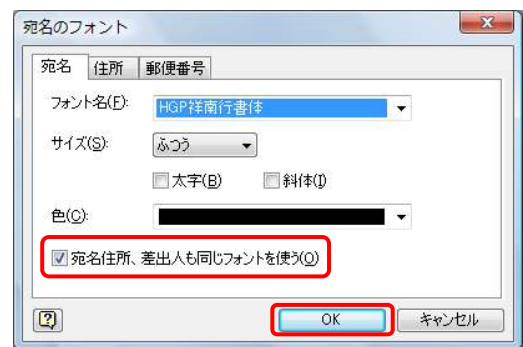 宛名のフォント
宛名 住所 郵便番号
フォント名(F): HGP祥南行書体
サイズ(S): ふつう
太字(B) 斜体(I)
色(C):
宛名住所、差出人も同じフォントを使う(O)
OK キャンセル